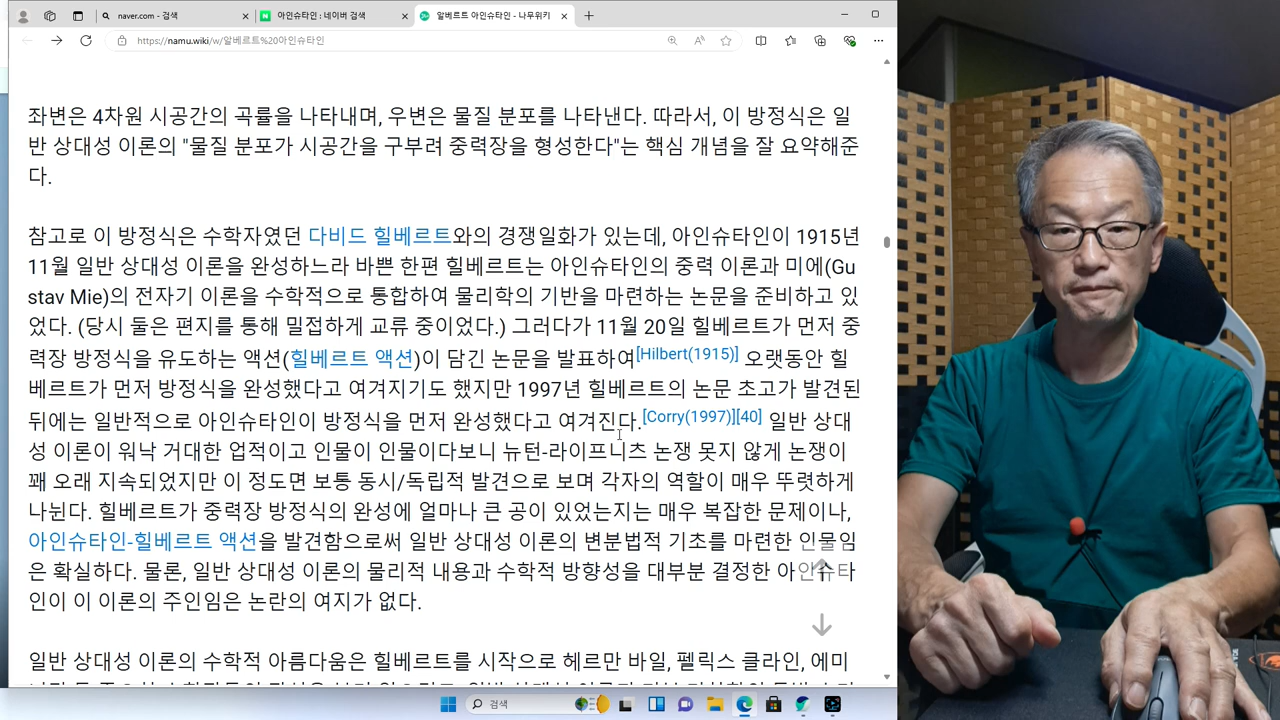 naver.com - 검색
아인슈타인 : 네이버 검색
알베르트 아인슈타인 - 나무위키
https://namu.wiki/w/알베르트%20아인슈타인
좌변은 4차원 시공간의 곡률을 나타내며, 우변은 물질 분포를 나타낸다. 따라서, 이 방정식은 일
반 상대성 이론의 "물질 분포가 시공간을 구부려 중력장을 형성한다"는 핵심 개념을 잘 요약해준
다.
참고로 이 방정식은 수학자였던 다비드 힐베르트와의 경쟁일화가 있는데, 아인슈타인이 1915년
11월 일반 상대성 이론을 완성하느라 바쁜 한편 힐베르트는 아인슈타인의 중력 이론과 미에(Gu
stav Mie)의 전자기 이론을 수학적으로 통합하여 물리학의 기반을 마련하는 논문을 준비하고 있
었다. (당시 둘은 편지를 통해 밀접하게 교류 중이었다.) 그러다가 11월 20일 힐베르트가 먼저 중
력장 방정식을 유도하는 액션(힐베르트 액션)이 담긴 논문을 발표하여[Hilbert(1915)] 오랫동안 힐
베르트가 먼저 방정식을 완성했다고 여겨지기도 했지만 1997년 힐베르트의 논문 초고가 발견된
뒤에는 일반적으로 아인슈타인이 방정식을 먼저 완성했다고 여겨진다.[Corry(1997)][40] 일반 상대
성 이론이 워낙 거대한 업적이고 인물이 인물이다보니 뉴턴-라이프니츠 논쟁 못지 않게 논쟁이
꽤 오래 지속되었지만 이 정도면 보통 동시/독립적 발견으로 보며 각자의 역할이 매우 뚜렷하게
나뉜다. 힐베르트가 중력장 방정식의 완성에 얼마나 큰 공이 있었는지는 매우 복잡한 문제이나,
아인슈타인-힐베르트 액션을 발견함으로써 일반 상대성 이론의 변분법적 기초를 마련한 인물임
은 확실하다. 물론, 일반 상대성 이론의 물리적 내용과 수학적 방향성을 대부분 결정한 아인슈타
인이 이 이론의 주인임은 논란의 여지가 없다.
일반 상대성 이론의 수학적 아름다움은 힐베르트를 시작으로 헤르만 바일, 펠릭스 클라인, 에미
검색